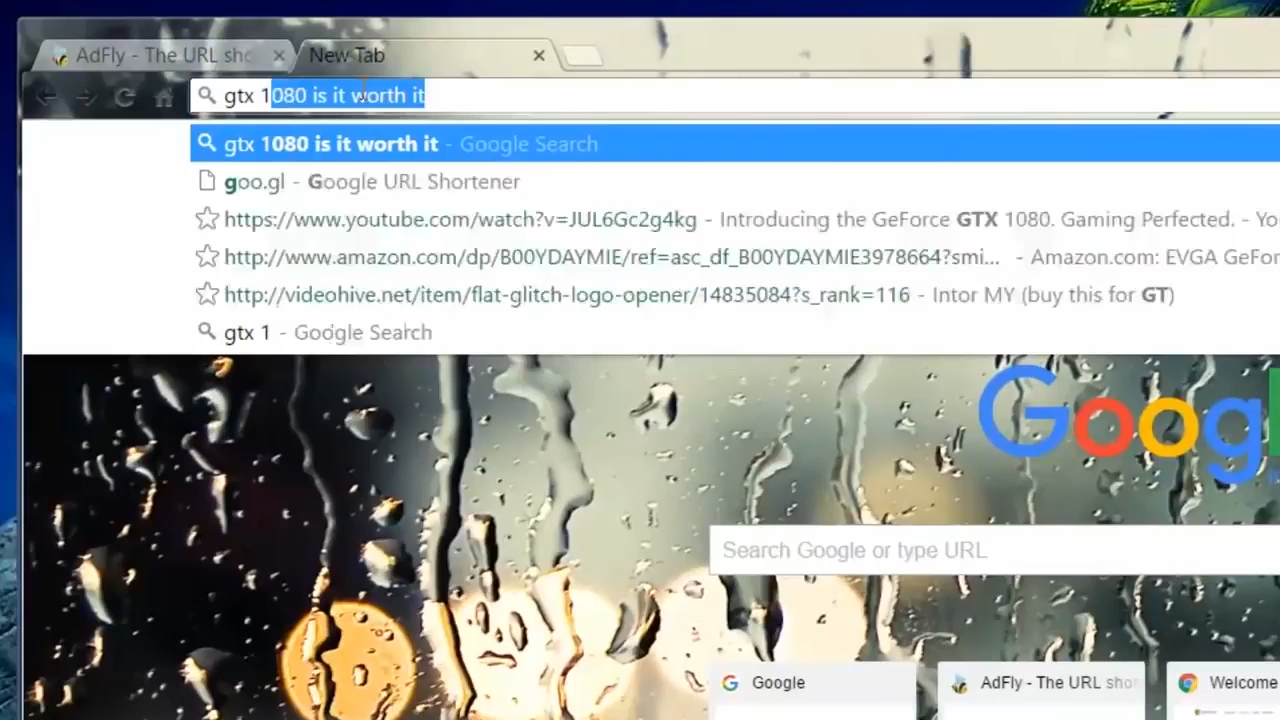 AdFly - The URL sho
New Tab
gtx 1080 is it worth it
gtx 1080 is it worth it - Google Search
goo.gl - Google URL Shortener
https://www.youtube.com/watch?v=JUL6Gc2g4kg - Introducing the GeForce GTX 1080. Gaming Perfected. - Yo
http://www.amazon.com/dp/B00YDAYMIE/ref=asc_df_B00YDAYMIE3978664?smi... - Amazon.com: EVGA GeFor
http://videohive.net/item/flat-glitch-logo-opener/14835084?s_rank=116 - Intor MY (buy this for GT)
gtx 1 - Google Search
Goog
Search Google or type URL
Google
AdFly - The URL shor
Welcome